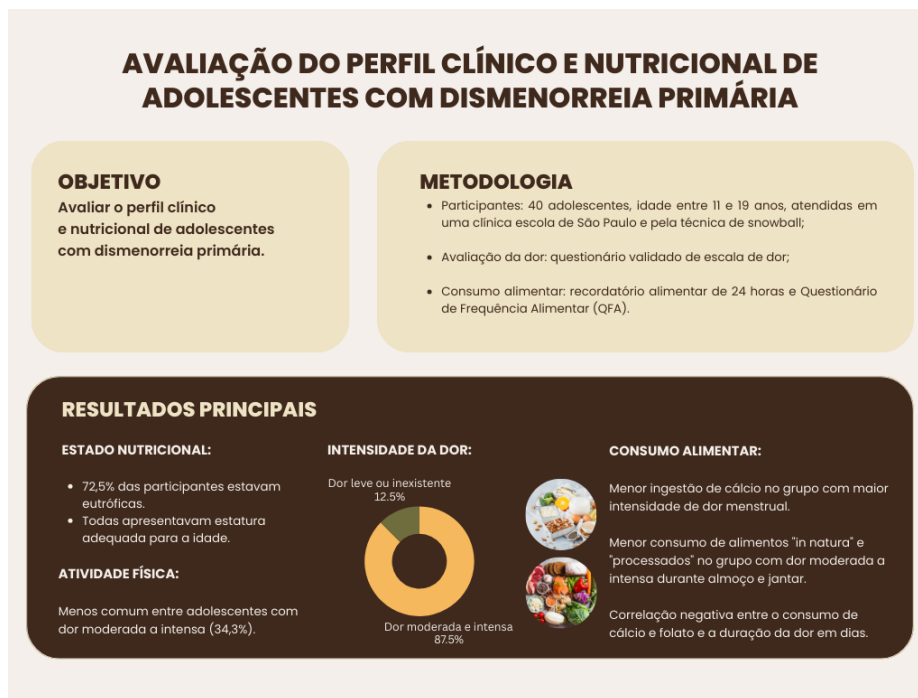 AVALIAÇÃO DO PERFIL CLÍNICO E NUTRICIONAL DE
ADOLESCENTES COM DISMENORREIA PRIMÁRIA
OBJETIVO
Avaliar o perfil clínico
e nutricional de adolescentes
com dismenorreia primária.
METODOLOGIA
• Participantes: 40 adolescentes, idade entre 11 e 19 anos, atendidas em
uma clínica escola de São Paulo e pela técnica de snowball;
• Avaliação da dor: questionário validado de escala de dor;
• Consumo alimentar: recordatório alimentar de 24 horas e Questionário
de Frequência Alimentar (QFA).
RESULTADOS PRINCIPAIS
ESTADO NUTRICIONAL:
• 72,5% das participantes estavam
eutróficas.
• Todas apresentavam estatura
adequada para a idade.
ATIVIDADE FÍSICA:
Menos comum entre adolescentes com
dor moderada a intensa (34,3%).
INTENSIDADE DA DOR:
Dor leve ou inexistente
12.5%
Dor moderada e intensa
87.5%
CONSUMO ALIMENTAR:
Menor ingestão de cálcio no grupo com maior
intensidade de dor menstrual.
Menor consumo de alimentos "in natura" e
"processados" no grupo com dor moderada a
intensa durante almoço e jantar.
Correlação negativa entre o consumo de
cálcio e folato e a duração da dor em dias.